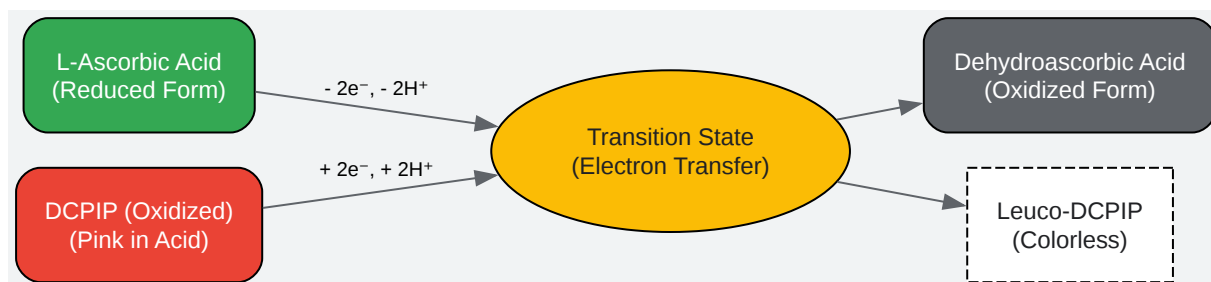 L-Ascorbic Acid
(Reduced Form)
- 2e⁻, - 2H⁺
DCPIP (Oxidized)
(Pink in Acid)
+ 2e⁻, + 2H⁺
Transition State
(Electron Transfer)
Dehydroascorbic Acid
(Oxidized Form)
Leuco-DCPIP
(Colorless)